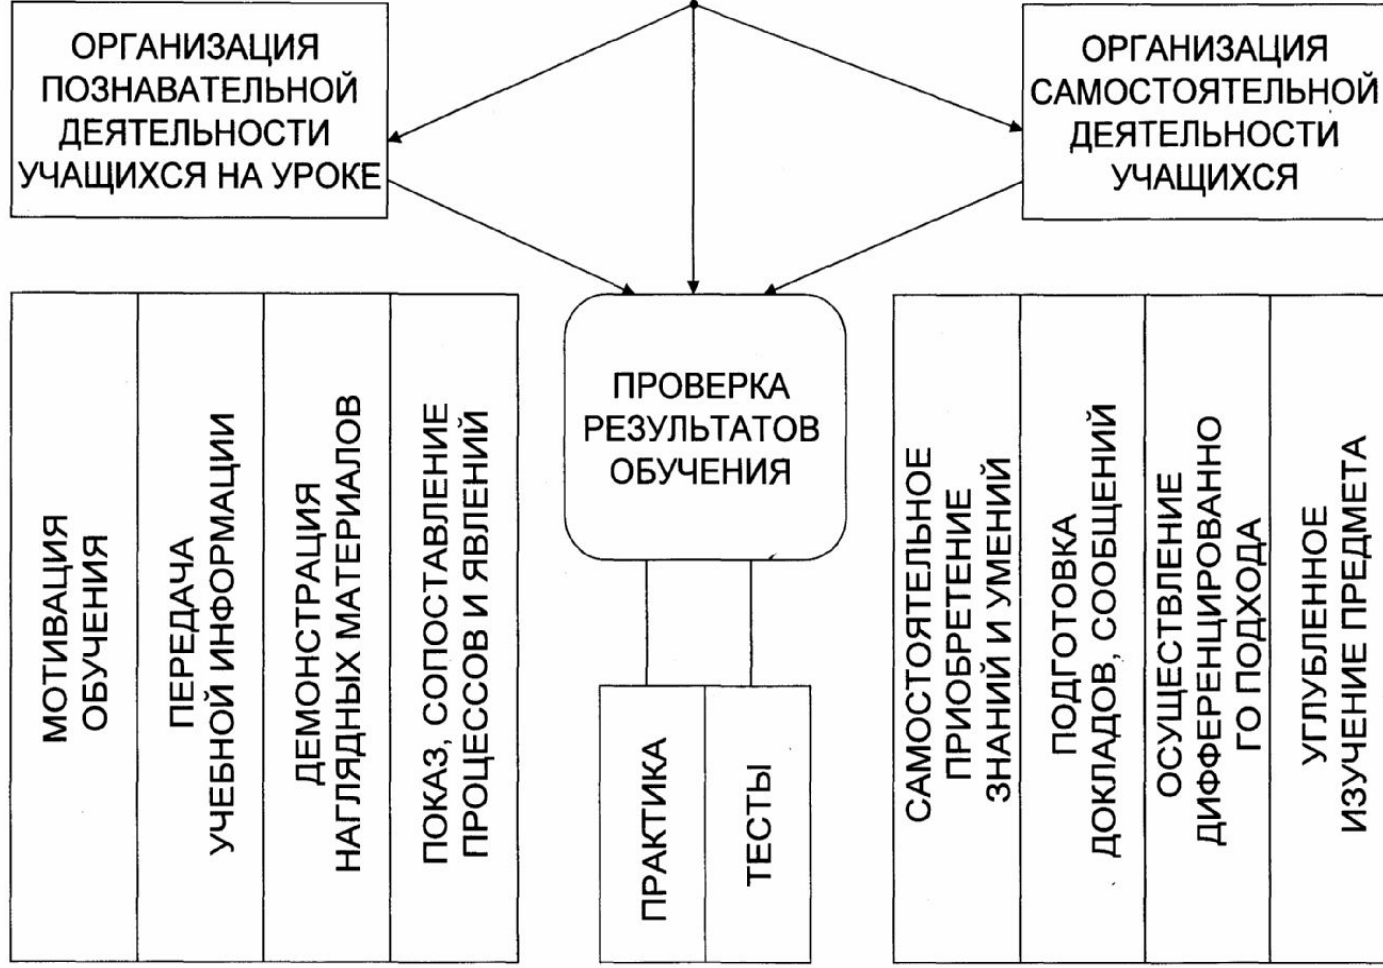 ОРГАНИЗАЦИЯ
ПОЗНАВАТЕЛЬНОЙ
ДЕЯТЕЛЬНОСТИ
УЧАЩИХСЯ НА УРОКЕ
ОРГАНИЗАЦИЯ
САМОСТОЯТЕЛЬНОЙ
ДЕЯТЕЛЬНОСТИ
УЧАЩИХСЯ
МОТИВАЦИЯ
ОБУЧЕНИЯ
ПЕРЕДАЧА
УЧЕБНОЙ ИНФОРМАЦИИ
ДЕМОНСТРАЦИЯ
НАГЛЯДНЫХ МАТЕРИАЛОВ
ПОКАЗ, СОПОСТАВЛЕНИЕ
ПРОЦЕССОВ И ЯВЛЕНИЙ
ПРОВЕРКА
РЕЗУЛЬТАТОВ
ОБУЧЕНИЯ
ПРАКТИКА
ТЕСТЫ
САМОСТОЯТЕЛЬНОЕ
ПРИОБРЕТЕНИЕ
ЗНАНИЙ И УМЕНИЙ
ПОДГОТОВКА
ДОКЛАДОВ, СООБЩЕНИЙ
ОСУЩЕСТВЛЕНИЕ
ДИФФЕРЕНЦИРОВАННО
ГО ПОДХОДА
УГЛУБЛЕННОЕ
ИЗУЧЕНИЕ ПРЕДМЕТА